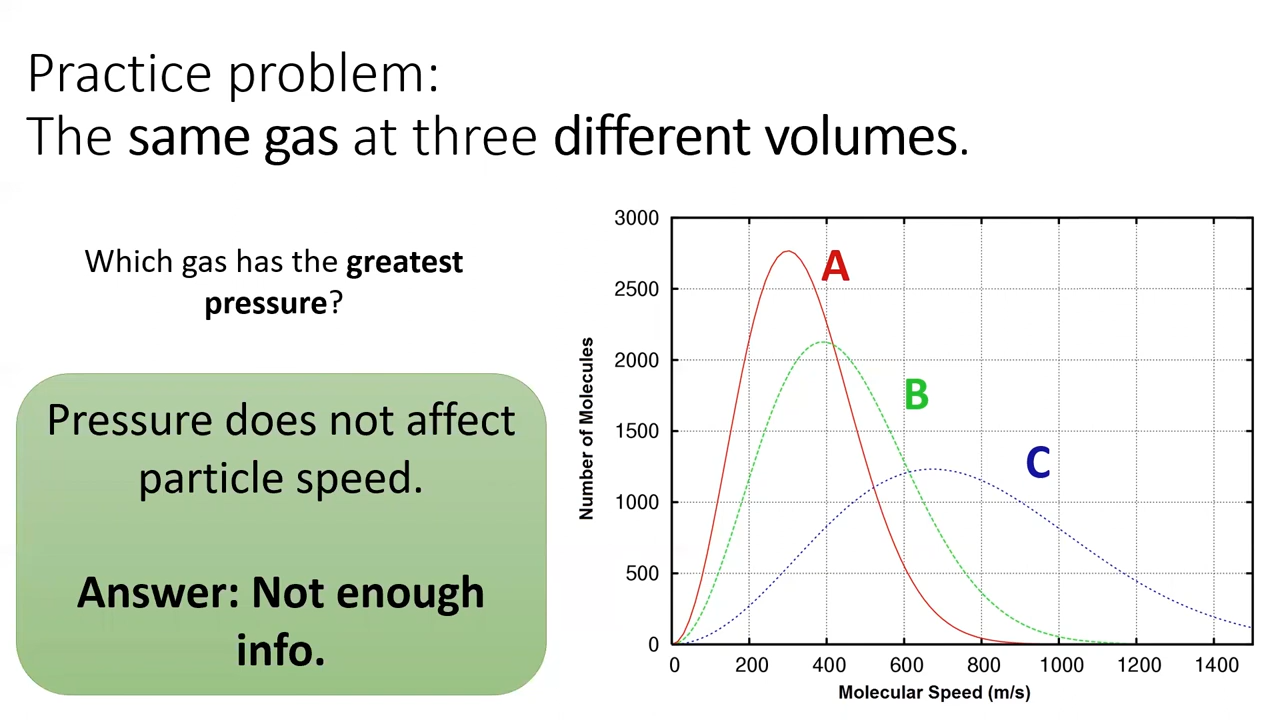 Practice problem:
The same gas at three different volumes.
Which gas has the greatest
pressure?
Pressure does not affect
particle speed.
Answer: Not enough
info.
3000
2500
2000
1500
1000
500
0
Number of Molecules
A
B
C
0 200 400 600 800 1000 1200 1400
Molecular Speed (m/s)